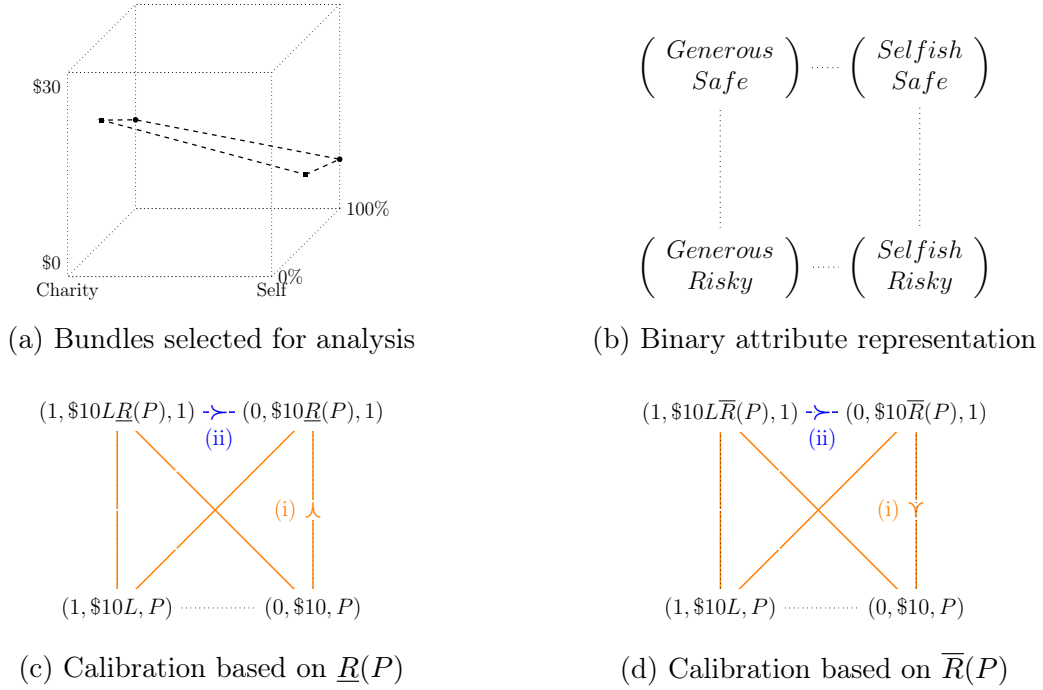 $30
$0
Charity
Self
0%
100%
(a) Bundles selected for analysis
( Generous Safe ) ( Selfish Safe )
( Generous Risky ) ( Selfish Risky )
(b) Binary attribute representation
(1, $10LR̲(P), 1) ≻ (0, $10R̲(P), 1)
(ii)
(i)
(1, $10L, P) (0, $10, P)
(c) Calibration based on R̲(P)
(1, $10LR̅(P), 1) ≻ (0, $10R̅(P), 1)
(ii)
(i)
(1, $10L, P) (0, $10, P)
(d) Calibration based on R̅(P)